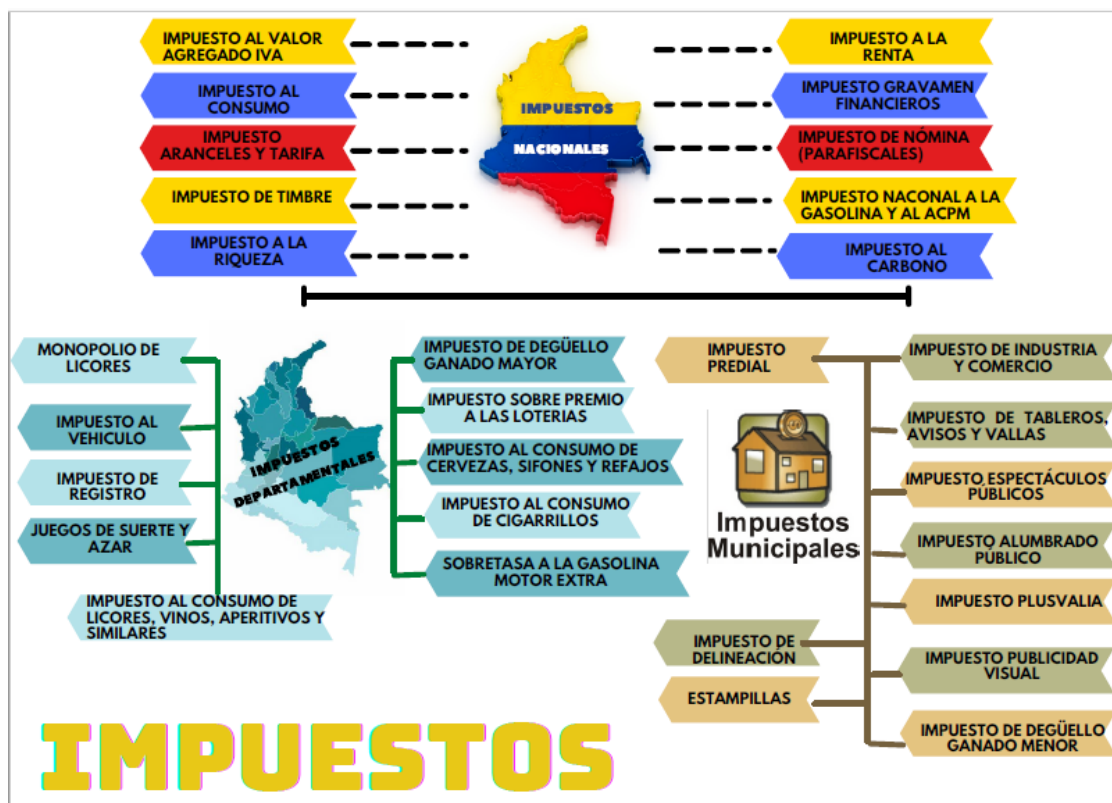 IMPUESTO AL VALOR
AGREGADO IVA
IMPUESTO AL
CONSUMO
IMPUESTO
ARANCELES Y TARIFA
IMPUESTO DE TIMBRE
IMPUESTO A LA
RIQUEZA
IMPUESTOS
NACIONALES
IMPUESTO A LA
RENTA
IMPUESTO GRAVAMEN
FINANCIEROS
IMPUESTO DE NÓMINA
(PARAFISCALES)
IMPUESTO NACONAL A LA
GASOLINA Y AL ACPM
IMPUESTO AL
CARBONO
MONOPOLIO DE
LICORES
IMPUESTO AL
VEHICULO
IMPUESTO DE
REGISTRO
JUEGOS DE SUERTE Y
AZAR
IMPUESTO AL CONSUMO DE
LICORES, VINOS, APERITIVOS Y
SIMILARES
IMPUESTOS
DEPARTAMENTALES
IMPUESTO DE DEGÜELLO
GANADO MAYOR
IMPUESTO SOBRE PREMIO
A LAS LOTERIAS
IMPUESTO AL CONSUMO DE
CERVEZAS, SIFONES Y REFAJOS
IMPUESTO AL CONSUMO
DE CIGARRILLOS
SOBRETASA A LA GASOLINA
MOTOR EXTRA
IMPUESTO
PREDIAL
Impuestos
Municipales
IMPUESTO DE
DELINEACIÓN
ESTAMPILLAS
IMPUESTO DE INDUSTRIA
Y COMERCIO
IMPUESTO DE TABLEROS,
AVISOS Y VALLAS
IMPUESTO ESPECTÁCULOS
PÚBLICOS
IMPUESTO ALUMBRADO
PÚBLICO
IMPUESTO PLUSVALIA
IMPUESTO PUBLICIDAD
VISUAL
IMPUESTO DE DEGÜELLO
GANADO MENOR
IMPUESTOS